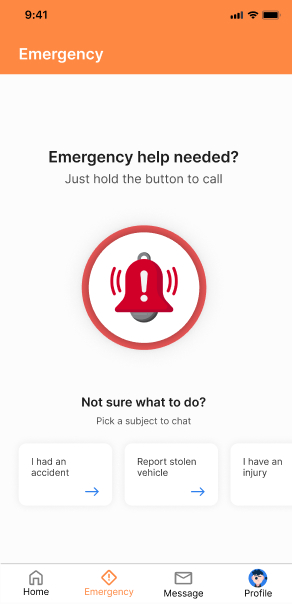 9:41
Emergency
Emergency help needed?
Just hold the button to call
Not sure what to do?
Pick a subject to chat
I had an
accident
Report stolen
vehicle
I have an
injury
Home
Emergency
Message
Profile